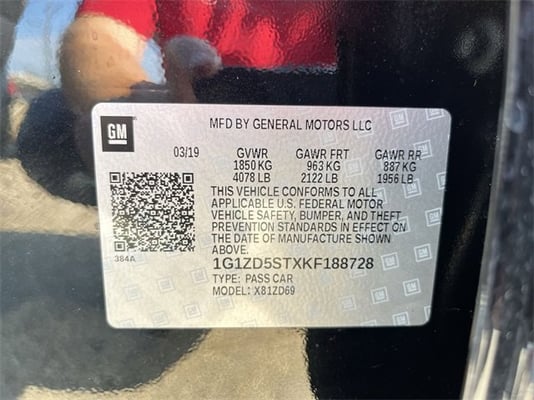 GM
MFD BY GENERAL MOTORS LLC
03/19 GVWR GAWR FRT GAWR RR
1850 KG 963 KG 887 KG
4078 LB 2122 LB 1956 LB
THIS VEHICLE CONFORMS TO ALL
APPLICABLE U.S. FEDERAL MOTOR
VEHICLE SAFETY, BUMPER, AND THEFT
PREVENTION STANDARDS IN EFFECT ON
THE DATE OF MANUFACTURE SHOWN
ABOVE.
384A
1G1ZD5STXKF188728
TYPE: PASS CAR
MODEL: X81ZD69